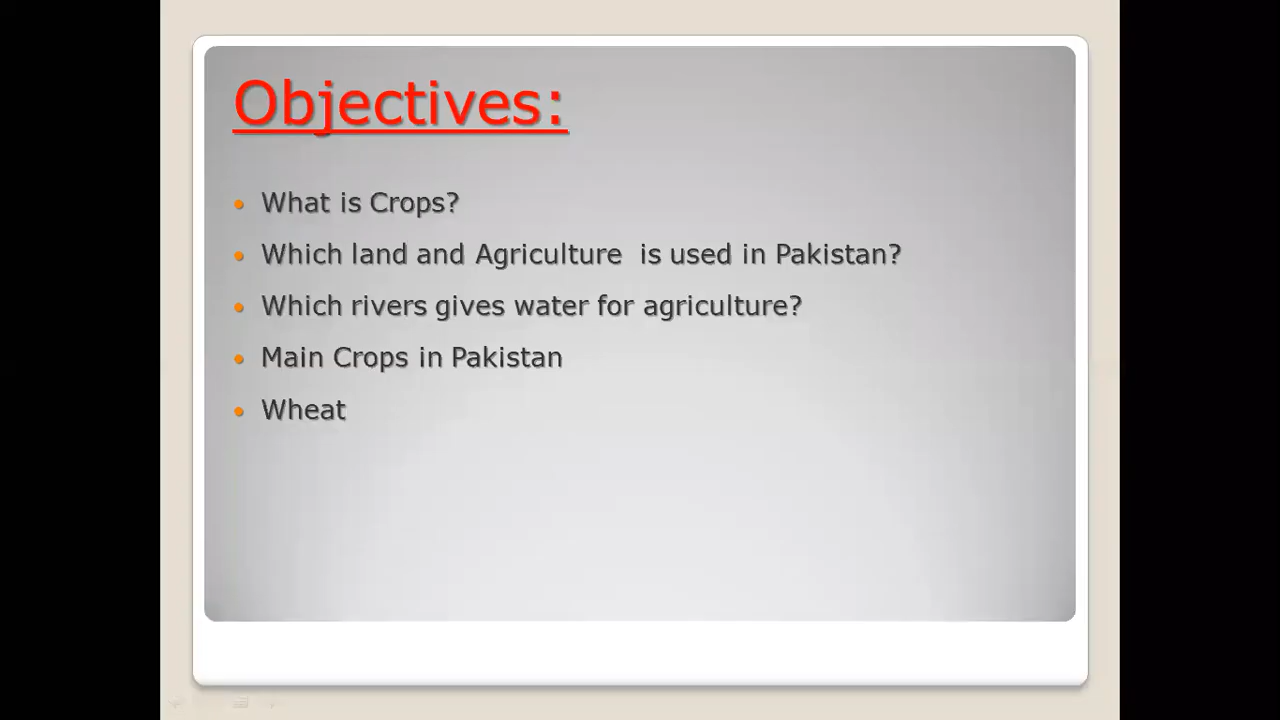 Objectives:
What is Crops?
Which land and Agriculture  is used in Pakistan?
Which rivers gives water for agriculture?
Main Crops in Pakistan
Wheat